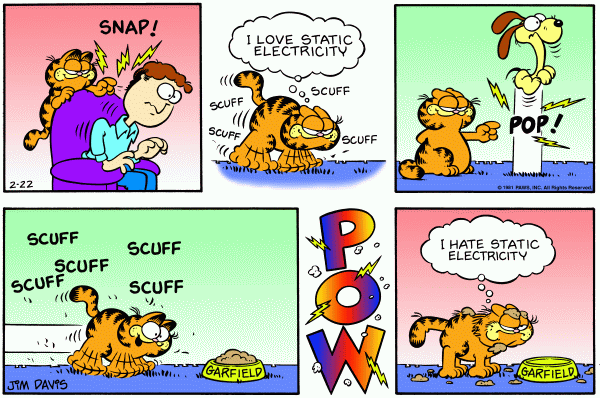 SNAP!
2-22
I LOVE STATIC
ELECTRICITY
SCUFF
SCUFF
SCUFF
SCUFF
POP!
© 1981 PAWS, INC. All Rights Reserved.
SCUFF
SCUFF
SCUFF
SCUFF
SCUFF
GARFIELD
JIM DAVIS
POW
I HATE STATIC
ELECTRICITY
GARFIELD